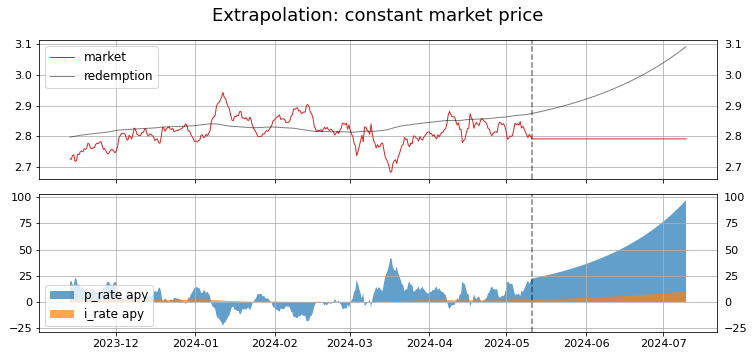 Extrapolation: constant market price
3.1 3.1
market
redemption
3.0 3.0
2.9 2.9
2.8 2.8
2.7 2.7
100 100
75 75
50 50
25 25
0 0
p_rate apy
i_rate apy
−25 −25
2023-12 2024-01 2024-02 2024-03 2024-04 2024-05 2024-06 2024-07